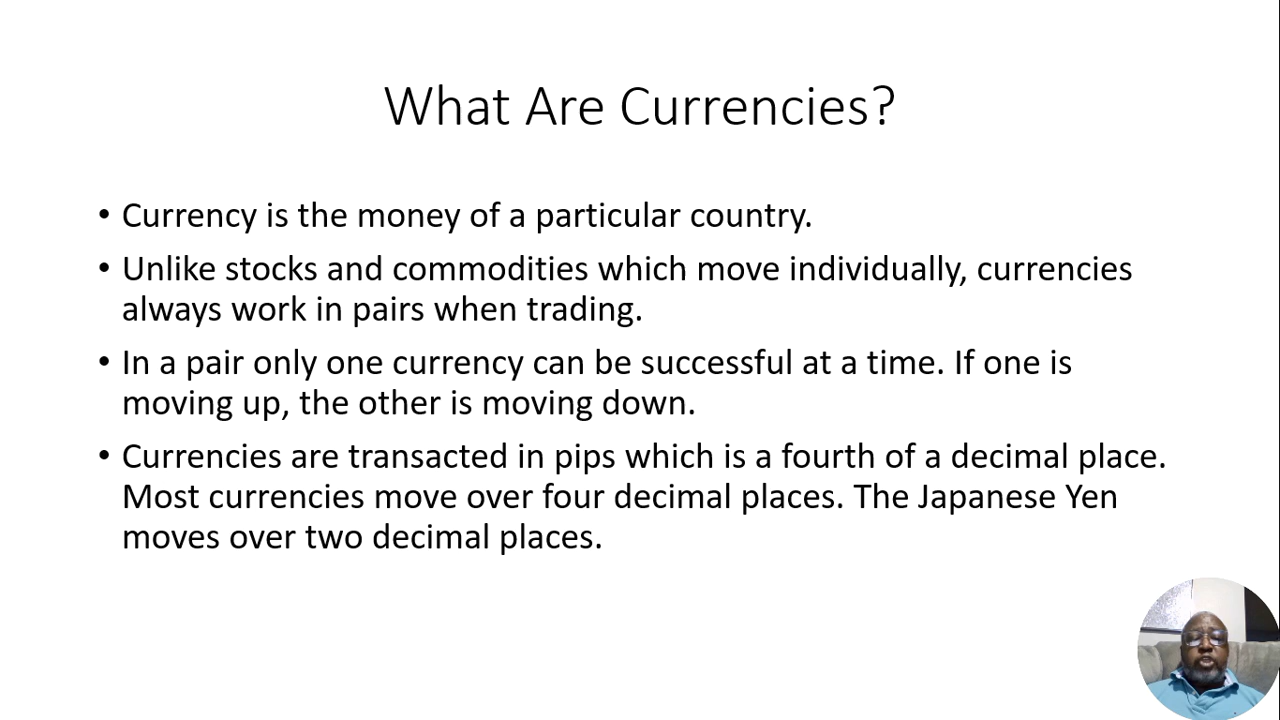 What Are Currencies?
• Currency is the money of a particular country.
• Unlike stocks and commodities which move individually, currencies
always work in pairs when trading.
• In a pair only one currency can be successful at a time. If one is
moving up, the other is moving down.
• Currencies are transacted in pips which is a fourth of a decimal place.
Most currencies move over four decimal places. The Japanese Yen
moves over two decimal places.